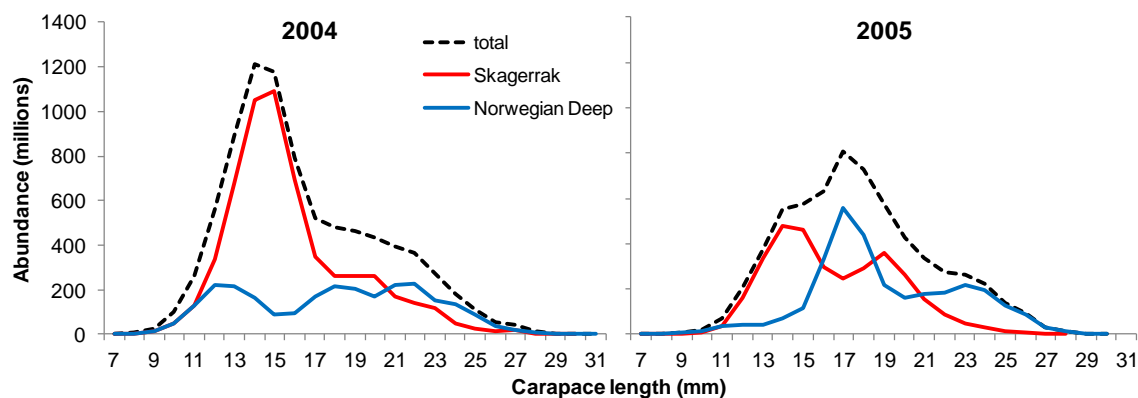 2004
2005
total
Skagerrak
Norwegian Deep
Abundance (millions)
1400
1200
1000
800
600
400
200
0
7 9 11 13 15 17 19 21 23 25 27 29 31
7 9 11 13 15 17 19 21 23 25 27 29 31
Carapace length (mm)